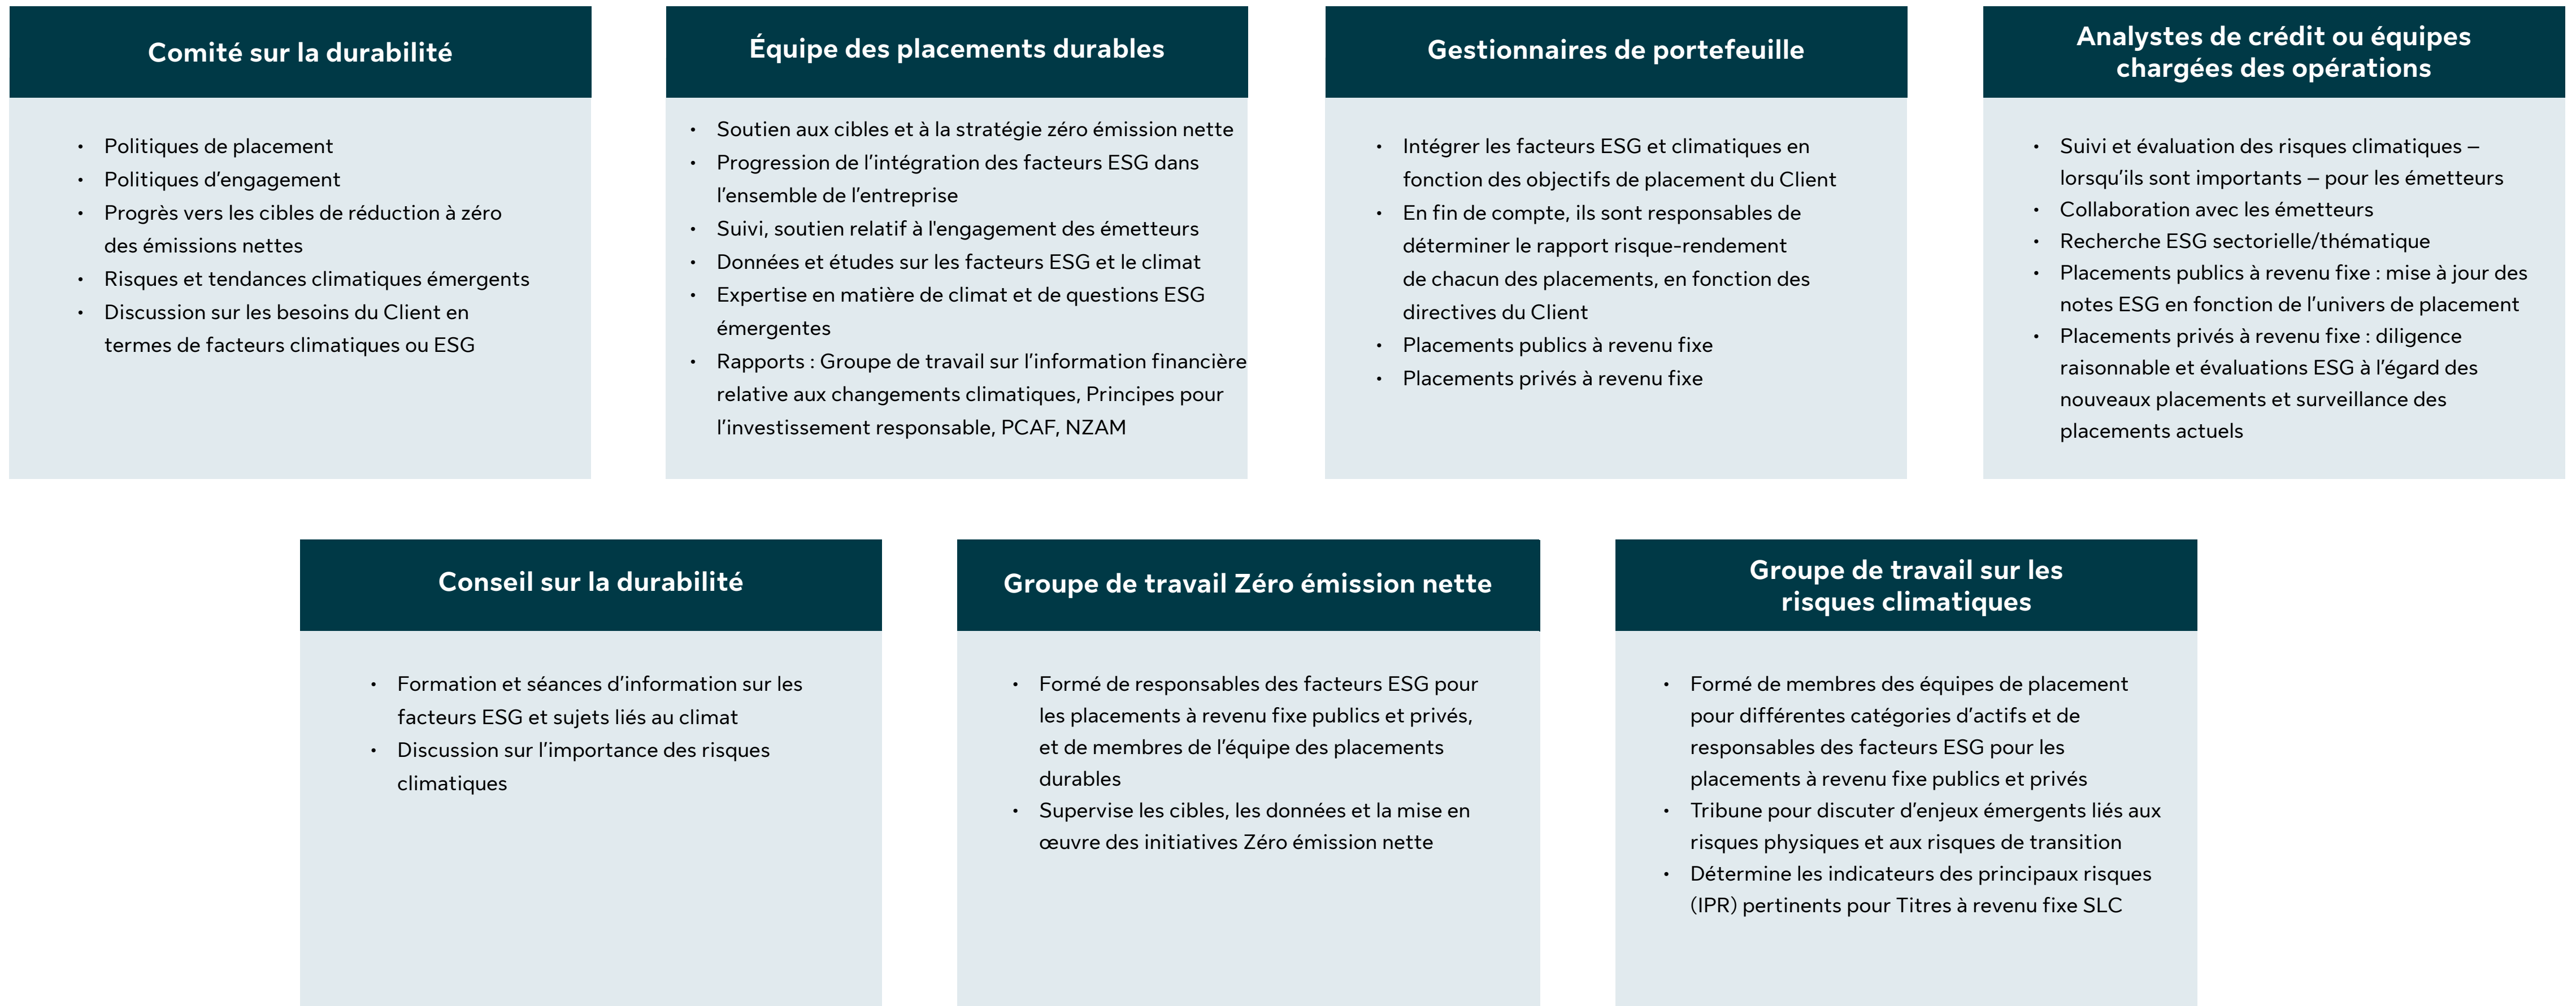 Comité sur la durabilité
• Politiques de placement
• Politiques d’engagement
• Progrès vers les cibles de réduction à zéro
des émissions nettes
• Risques et tendances climatiques émergents
• Discussion sur les besoins du Client en
termes de facteurs climatiques ou ESG
Équipe des placements durables
• Soutien aux cibles et à la stratégie zéro émission nette
• Progression de l’intégration des facteurs ESG dans
l’ensemble de l’entreprise
• Suivi, soutien relatif à l'engagement des émetteurs
• Données et études sur les facteurs ESG et le climat
• Expertise en matière de climat et de questions ESG
émergentes
• Rapports : Groupe de travail sur l’information financière
relative aux changements climatiques, Principes pour
l’investissement responsable, PCAF, NZAM
Gestionnaires de portefeuille
• Intégrer les facteurs ESG et climatiques en
fonction des objectifs de placement du Client
• En fin de compte, ils sont responsables de
déterminer le rapport risque-rendement
de chacun des placements, en fonction des
directives du Client
• Placements publics à revenu fixe
• Placements privés à revenu fixe
Analystes de crédit ou équipes
chargées des opérations
• Suivi et évaluation des risques climatiques –
lorsqu’ils sont importants – pour les émetteurs
• Collaboration avec les émetteurs
• Recherche ESG sectorielle/thématique
• Placements publics à revenu fixe : mise à jour des
notes ESG en fonction de l’univers de placement
• Placements privés à revenu fixe : diligence
raisonnable et évaluations ESG à l’égard des
nouveaux placements et surveillance des
placements actuels
Conseil sur la durabilité
• Formation et séances d’information sur les
facteurs ESG et sujets liés au climat
• Discussion sur l’importance des risques
climatiques
Groupe de travail Zéro émission nette
• Formé de responsables des facteurs ESG pour
les placements à revenu fixe publics et privés,
et de membres de l’équipe des placements
durables
• Supervise les cibles, les données et la mise en
œuvre des initiatives Zéro émission nette
Groupe de travail sur les
risques climatiques
• Formé de membres des équipes de placement
pour différentes catégories d’actifs et de
responsables des facteurs ESG pour les
placements à revenu fixe publics et privés
• Tribune pour discuter d’enjeux émergents liés aux
risques physiques et aux risques de transition
• Détermine les indicateurs des principaux risques
(IPR) pertinents pour Titres à revenu fixe SLC